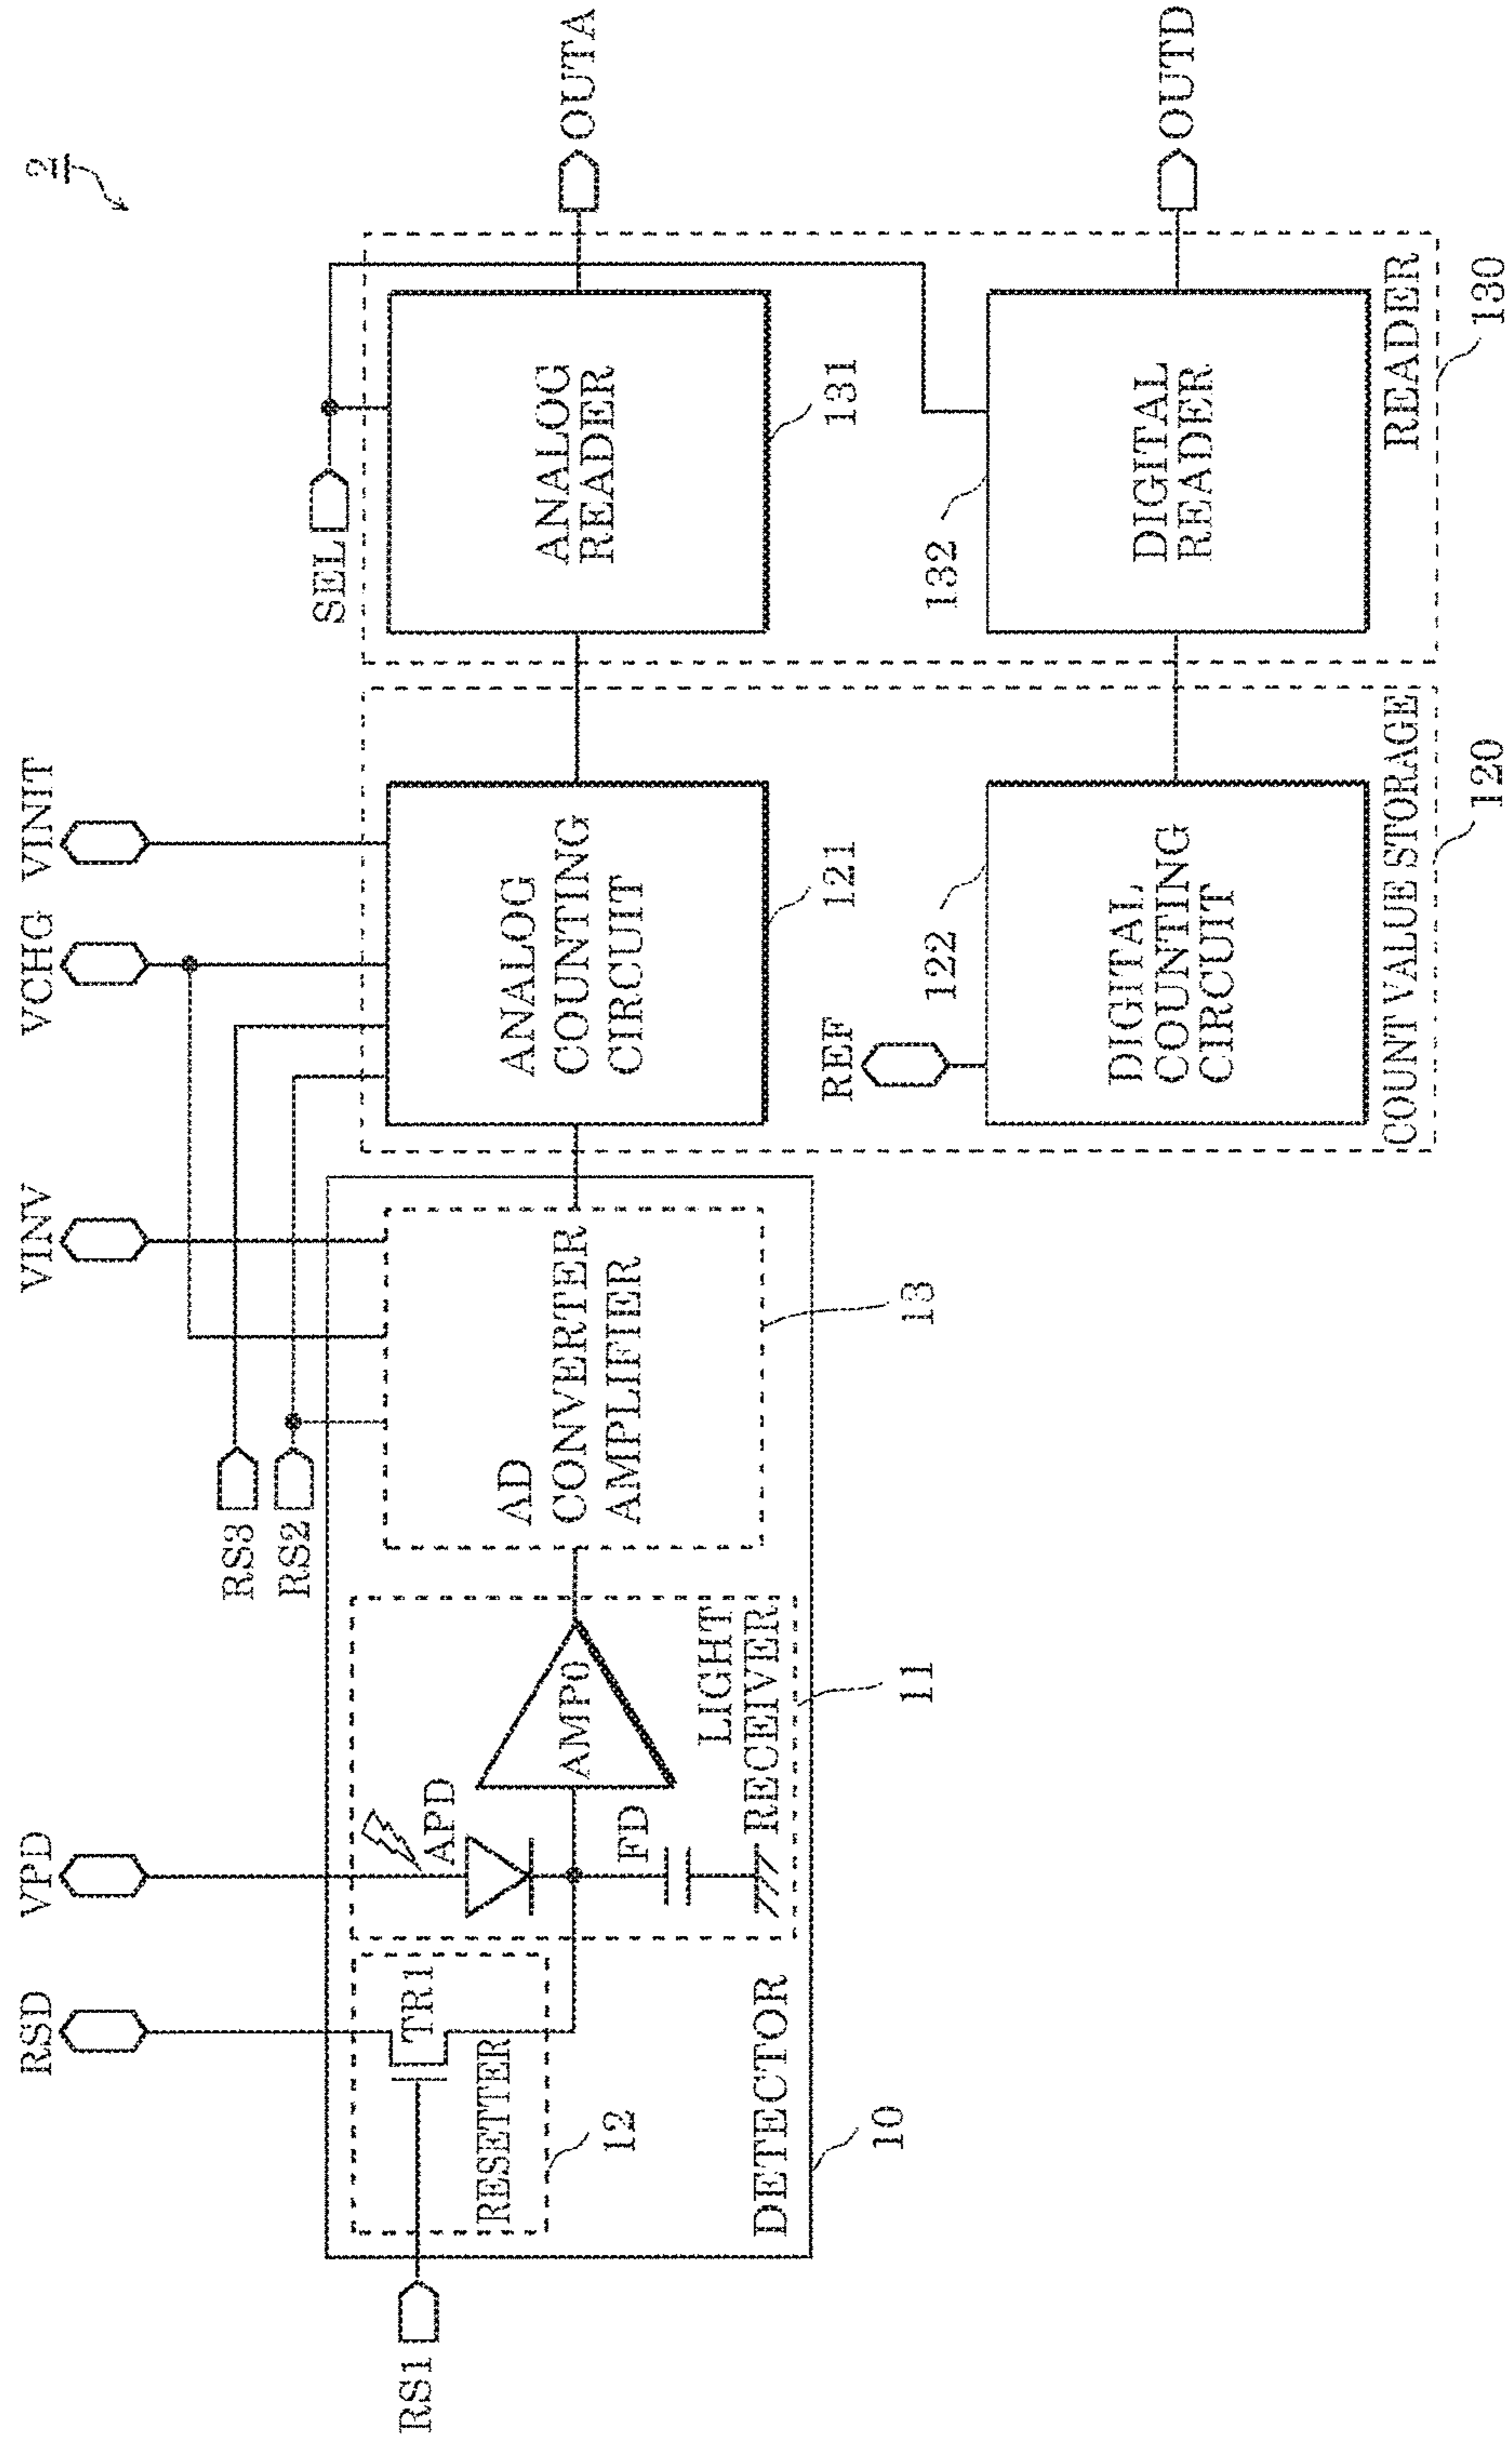 2
RSD
VPD
VINV
VCHG
VINIT
RS3
RS2
SEL
RS1
TR1
RESETTER
12
APD
AMP0
FD
LIGHT
RECEIVER
11
AD
CONVERTER
AMPLIFIER
13
DETECTOR
10
ANALOG
COUNTING
CIRCUIT
121
REF
122
DIGITAL
COUNTING
CIRCUIT
COUNT VALUE STORAGE
120
ANALOG
READER
131
132
DIGITAL
READER
READER
130
OUTA
OUTD